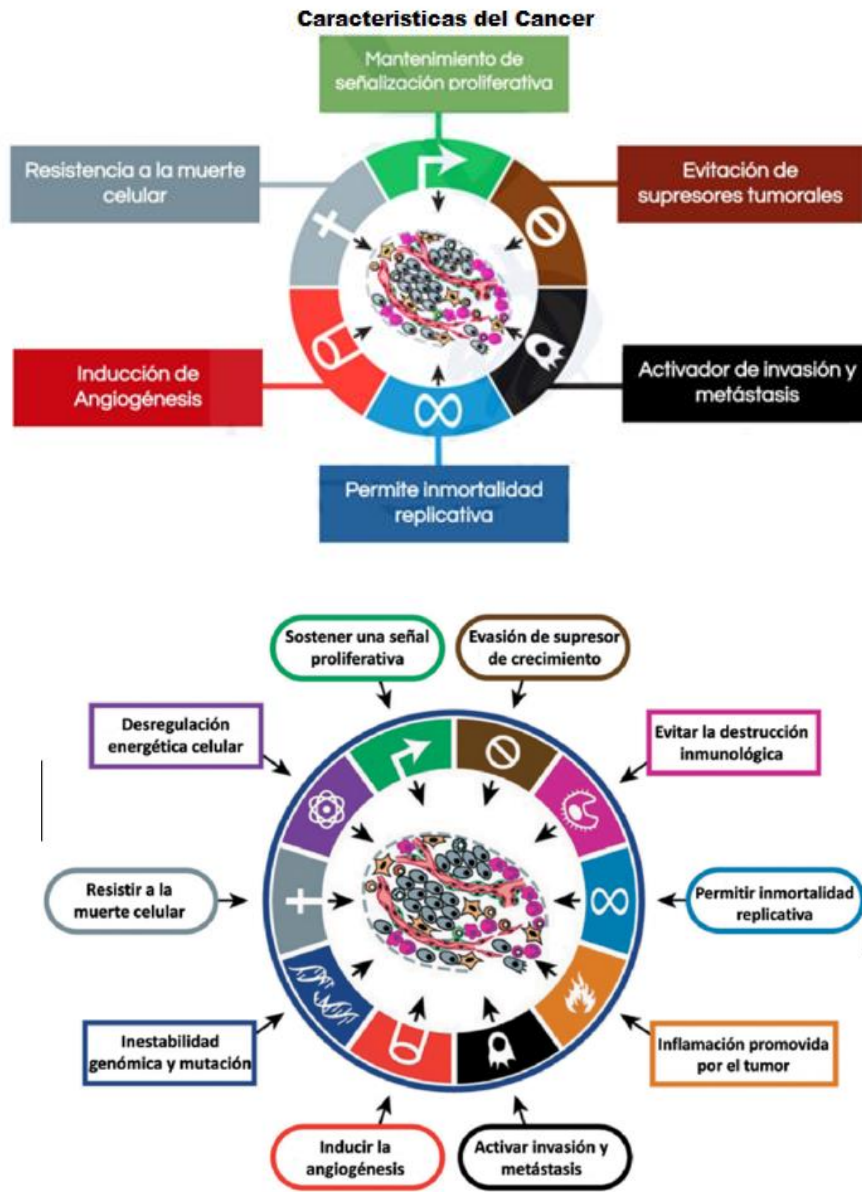 Caracteristicas del Cancer
Mantenimiento de
señalización proliferativa
Resistencia a la muerte
celular
Evitación de
supresores tumorales
Inducción de
Angiogénesis
Activador de invasión y
metástasis
Permite inmortalidad
replicativa
Sostener una señal
proliferativa
Evasión de supresor
de crecimiento
Desregulación
energética celular
Evitar la destrucción
inmunológica
Resistir a la
muerte celular
Permitir inmortalidad
replicativa
Inestabilidad
genómica y mutación
Inflamación promovida
por el tumor
Inducir la
angiogénesis
Activar invasión y
metástasis